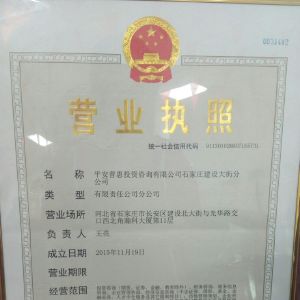 0031402
营业执照
统一社会信用代码
名称 平安普惠投资咨询有限公司石家庄建设大街分
公司
类型 有限责任公司分公司
营业场所 河北省石家庄市长安区建设北大街与光华路交
口西北角瀚科大厦第11层
负责人 王亮
成立日期 2015年11月19日
营业期限
经营范围